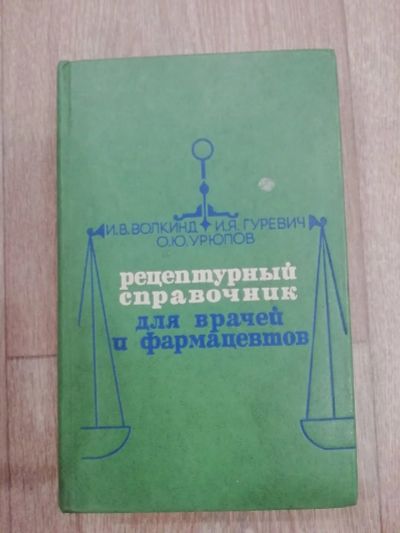 И.В. ВОЛКИНД И.Я. ГУРЕВИЧ
О.Ю. УРЮПОВ
рецептурный
справочник
для врачей
и фармацевтов